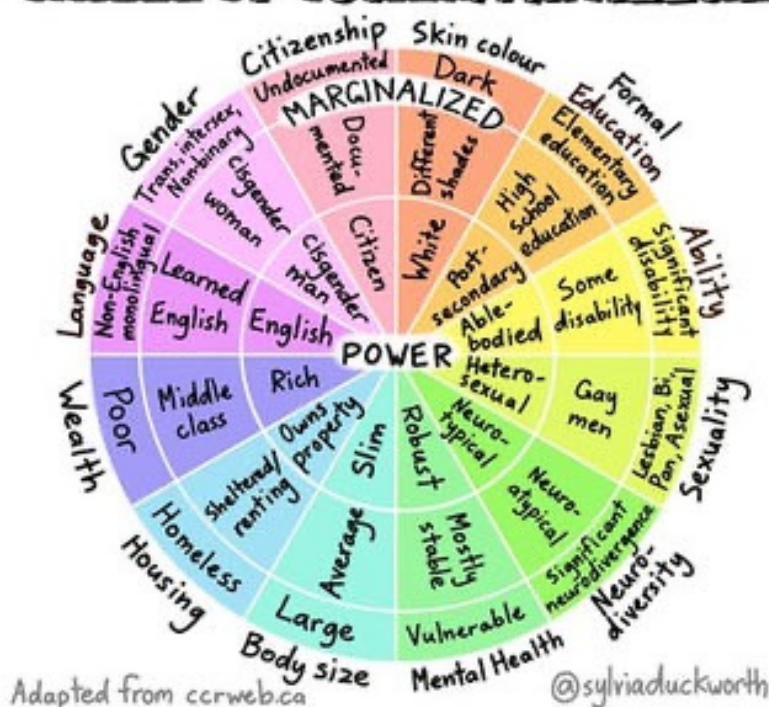 Citizenship
Undocumented
Docu-
mented
Citizen
Skin colour
Dark
Different
shades
White
Formal
Education
Elementary
education
High
school
education
Post-
secondary
Ability
Significant
disability
Some
disability
Able-
bodied
Sexuality
Lesbian, Bi,
Pan, Asexual
Gay
men
Hetero-
sexual
Neuro-
diversity
Significant
neurodivergence
Neuro-
atypical
Neuro-
typical
Mental Health
Vulnerable
Mostly
stable
Robust
Body size
Large
Average
Slim
Housing
Homeless
Sheltered/
renting
Owns
property
Wealth
Poor
Middle
class
Rich
Language
Non-English
monolingual
Learned
English
English
Gender
Trans, intersex,
Non-binary
cisgender
woman
cisgender
man
MARGINALIZED
POWER
Adapted from ccrweb.ca
@sylviaduckworth